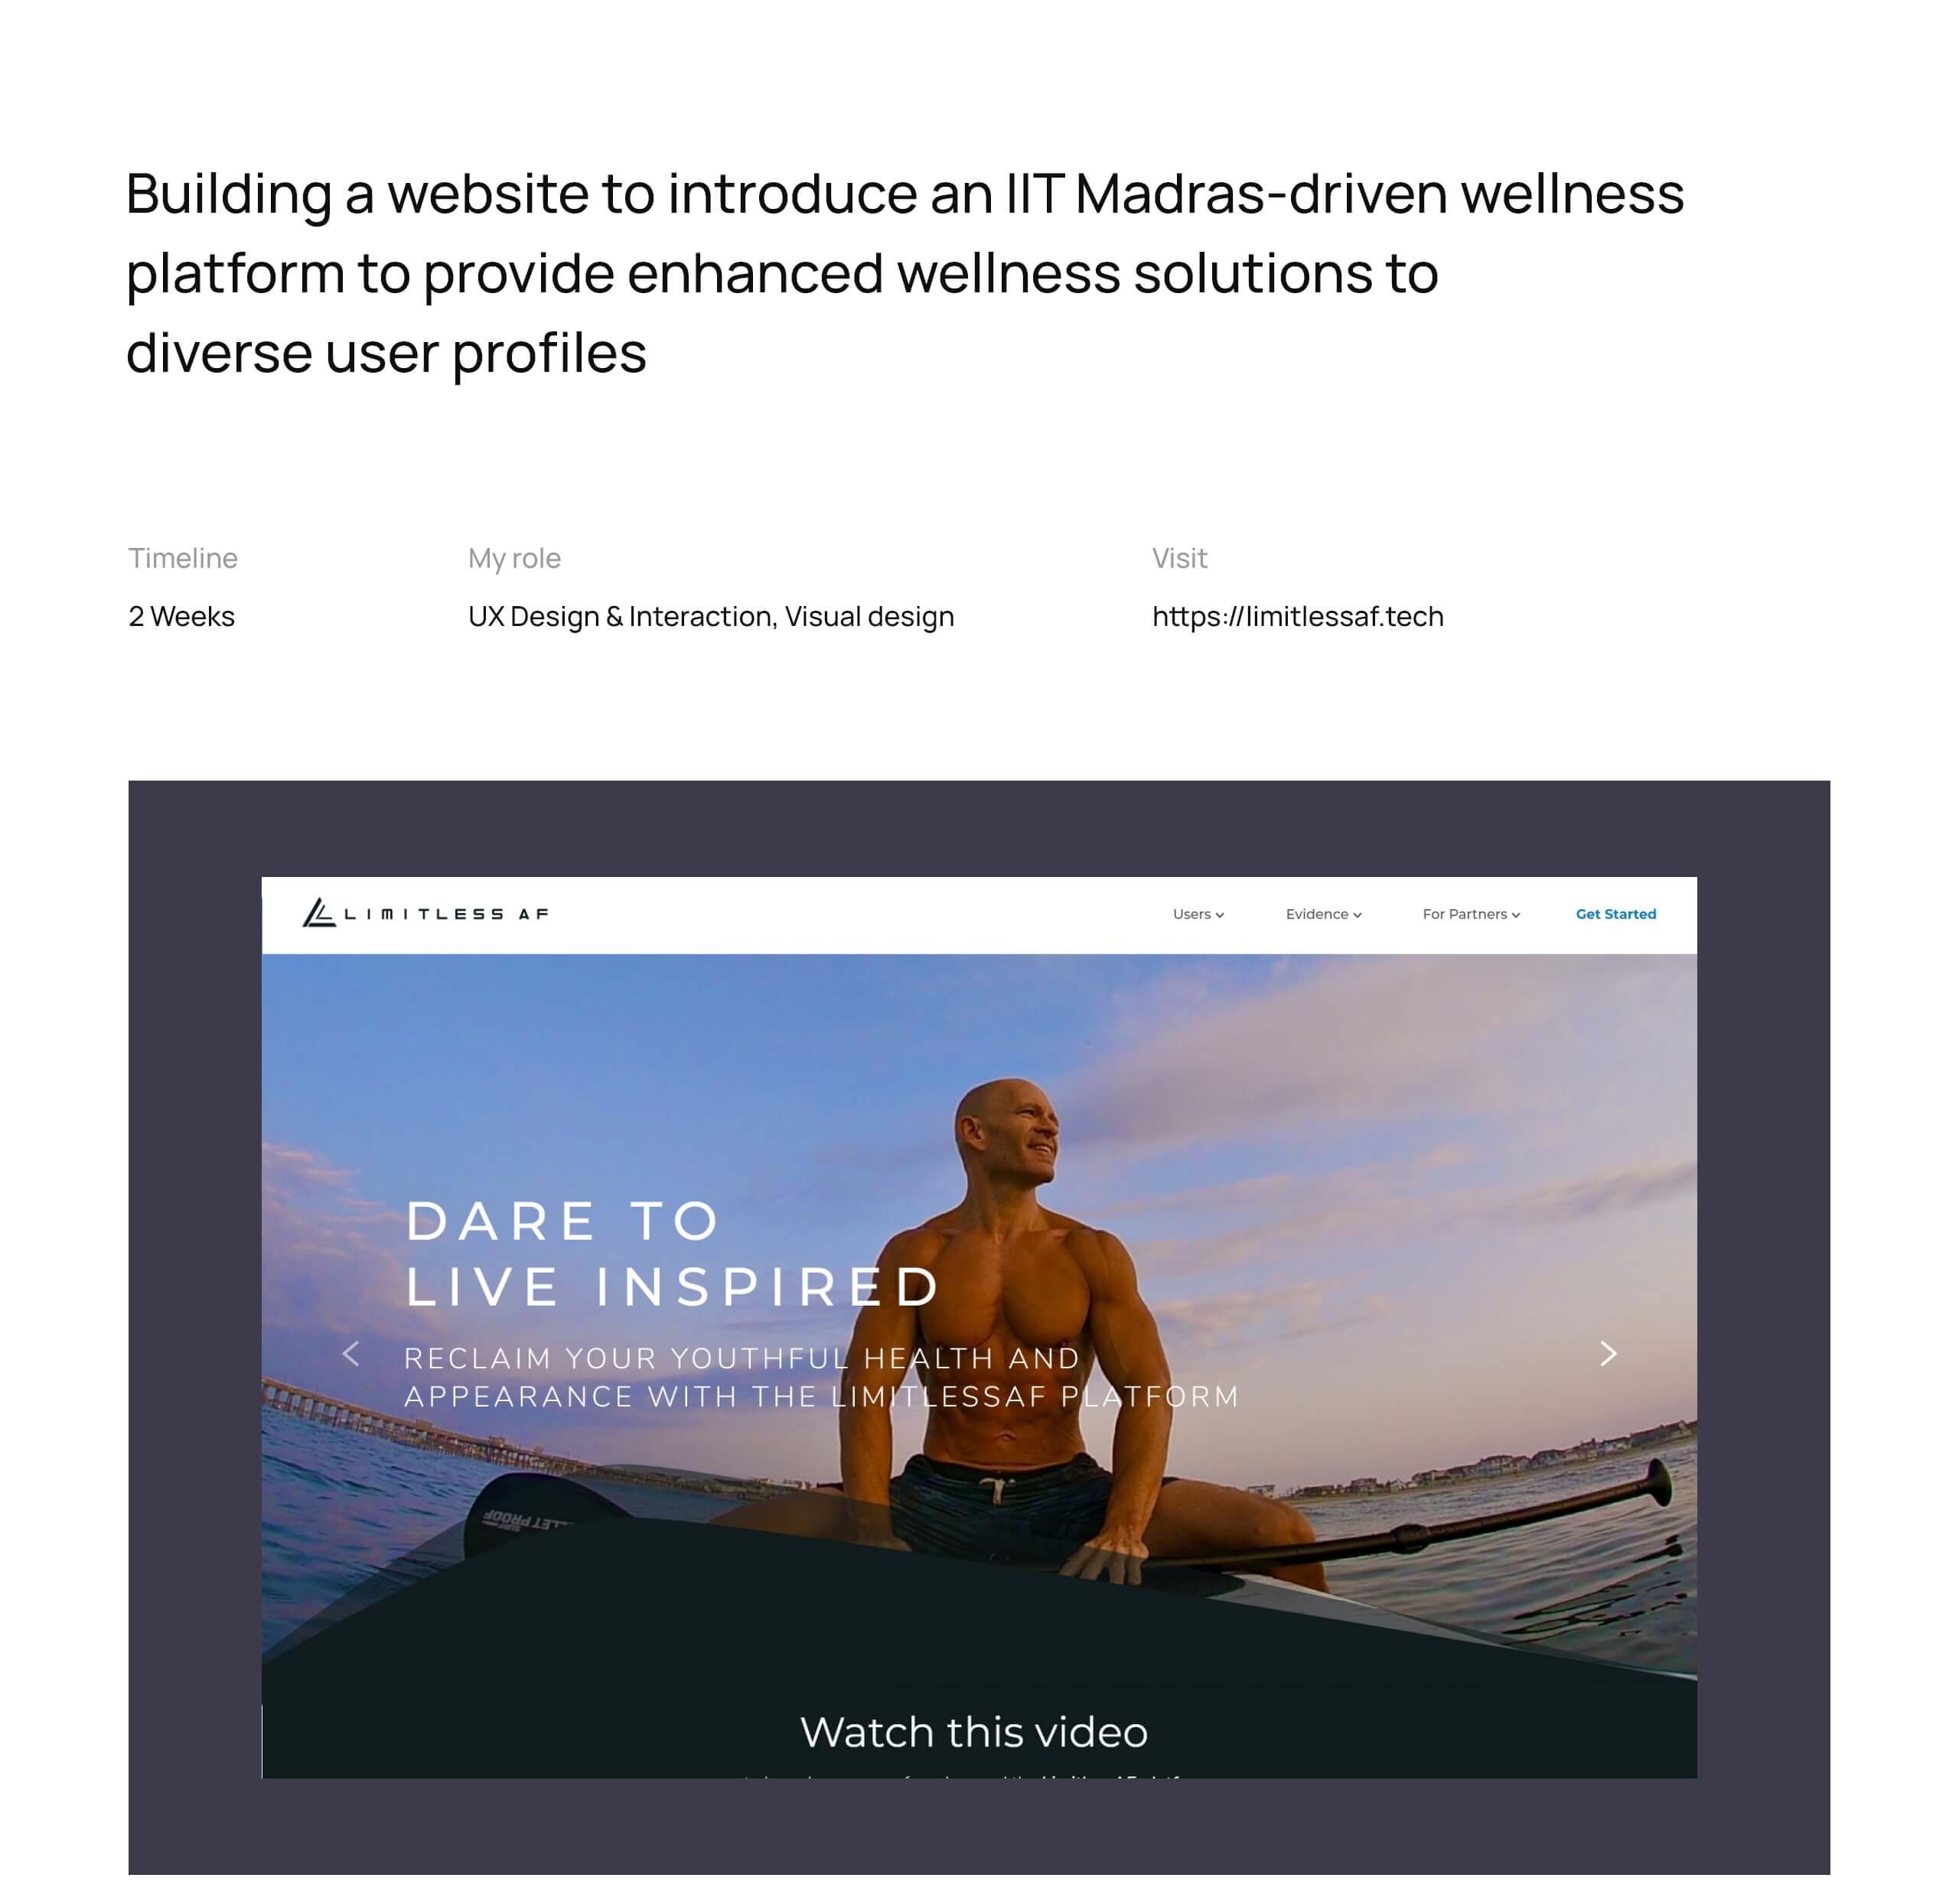 Building a website to introduce an IIT Madras-driven wellness
platform to provide enhanced wellness solutions to
diverse user profiles
Timeline
My role
Visit
2 Weeks
UX Design & Interaction, Visual design
https://limitlessaf.tech
LIMITLESS AF
Users
Evidence
For Partners
Get Started
DARE TO
LIVE INSPIRED
RECLAIM YOUR YOUTHFUL HEALTH AND
APPEARANCE WITH THE LIMITLESSAF PLATFORM
Watch this video